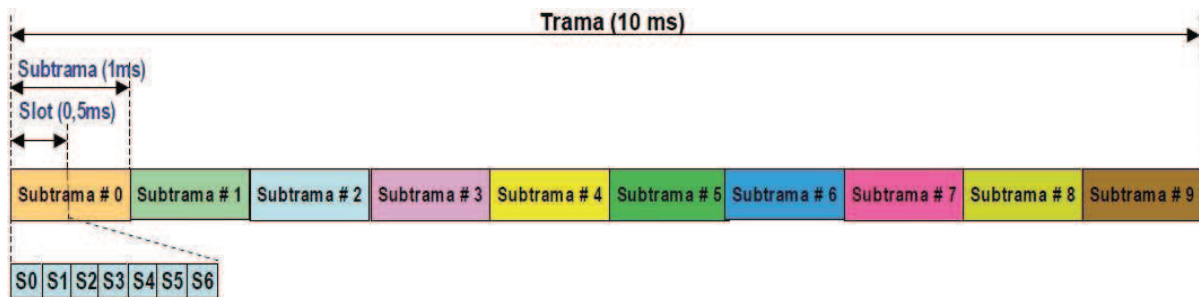 Trama (10 ms)
Subtrama (1ms)
Slot (0,5ms)
Subtrama # 0 Subtrama # 1 Subtrama # 2 Subtrama # 3 Subtrama # 4 Subtrama # 5 Subtrama # 6 Subtrama # 7 Subtrama # 8 Subtrama # 9
S0 S1 S2 S3 S4 S5 S6